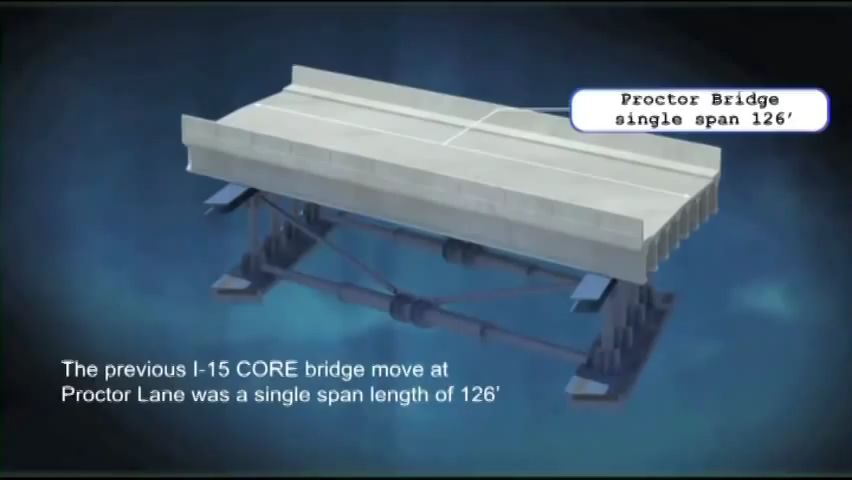 Proctor Bridge
single span 126'
The previous I-15 CORE bridge move at
Proctor Lane was a single span length of 126'